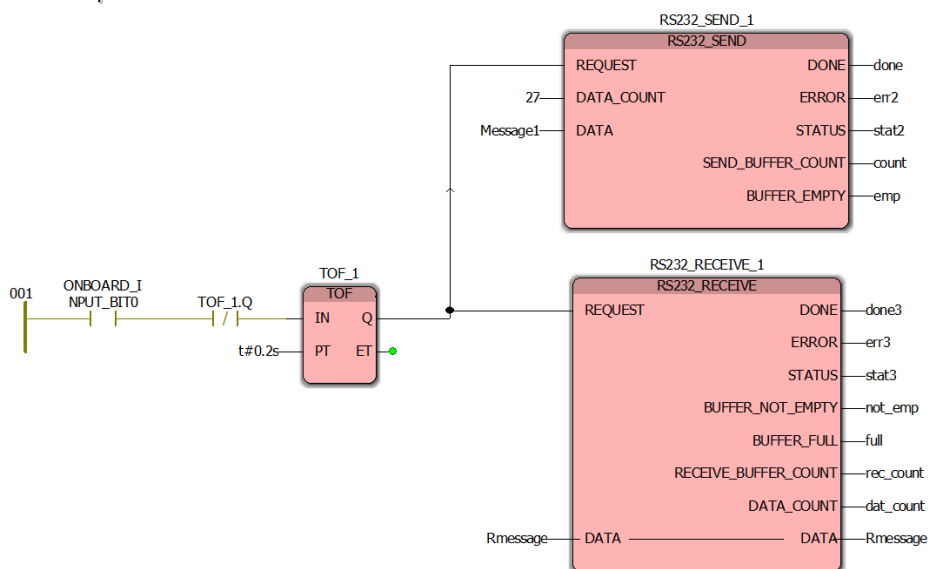 RS232_SEND_1
RS232_SEND
REQUEST DONE done
27 DATA_COUNT ERROR err2
Message1 DATA STATUS stat2
SEND_BUFFER_COUNT count
BUFFER_EMPTY emp
RS232_RECEIVE_1
RS232_RECEIVE
REQUEST DONE done3
ERROR err3
STATUS stat3
BUFFER_NOT_EMPTY not_emp
BUFFER_FULL full
RECEIVE_BUFFER_COUNT rec_count
DATA_COUNT dat_count
Rmessage DATA DATA Rmessage
001
ONBOARD_I
NPUT_BIT0
TOF_1.Q
TOF_1
TOF
IN Q
t#0.2s PT ET